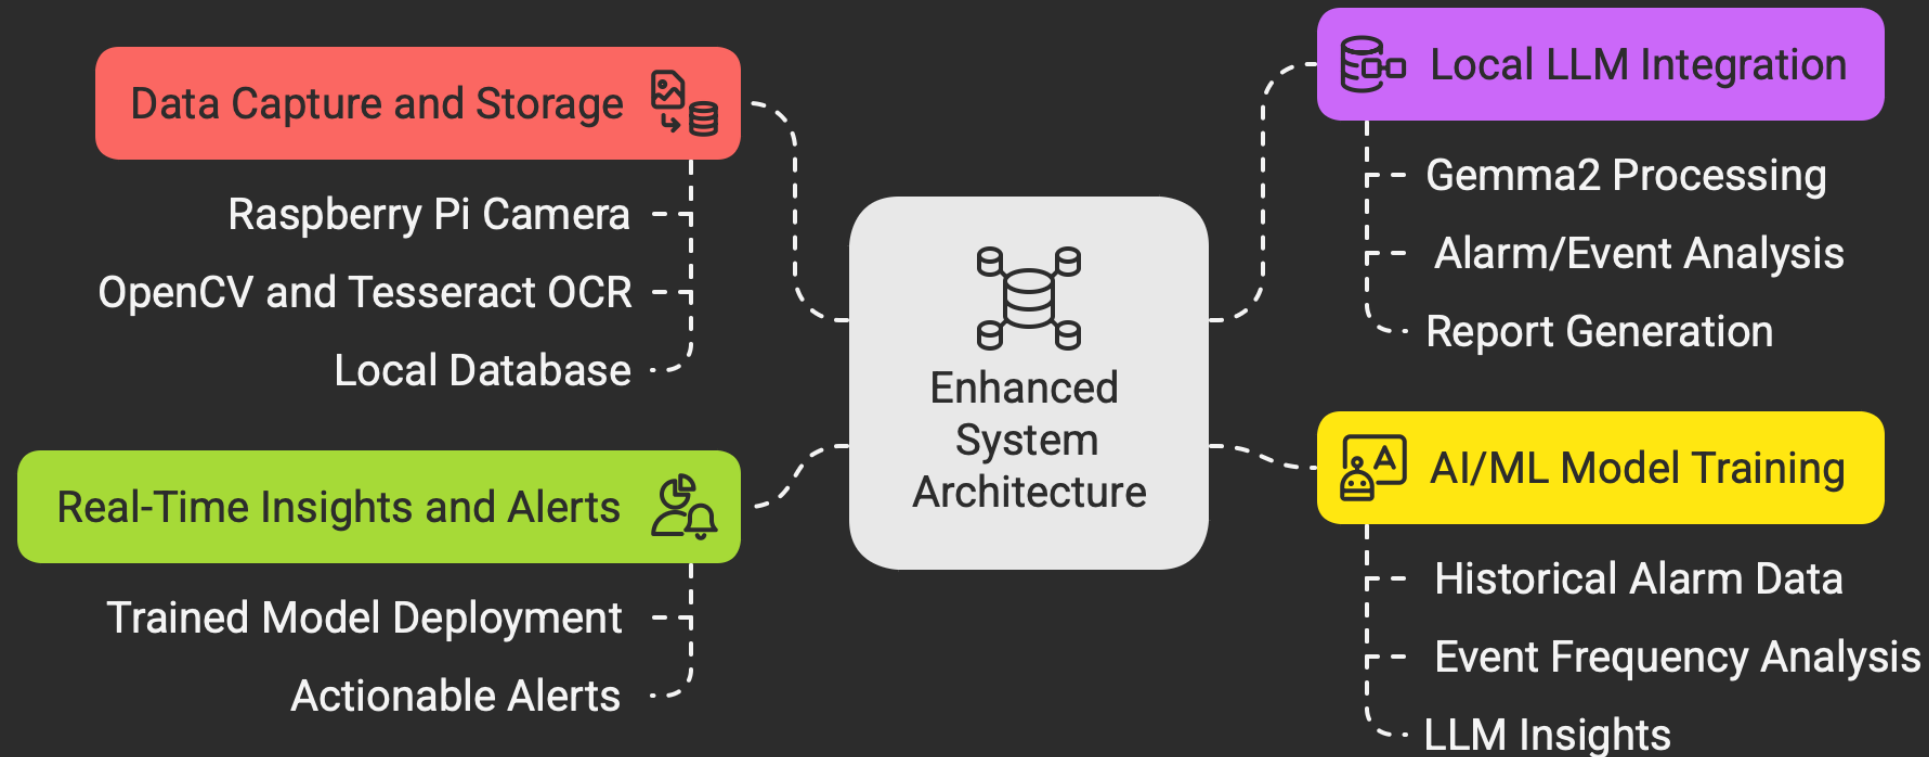 Data Capture and Storage
Raspberry Pi Camera
OpenCV and Tesseract OCR
Local Database
Real-Time Insights and Alerts
Trained Model Deployment
Actionable Alerts
Enhanced
System
Architecture
Local LLM Integration
Gemma2 Processing
Alarm/Event Analysis
Report Generation
AI/ML Model Training
Historical Alarm Data
Event Frequency Analysis
LLM Insights